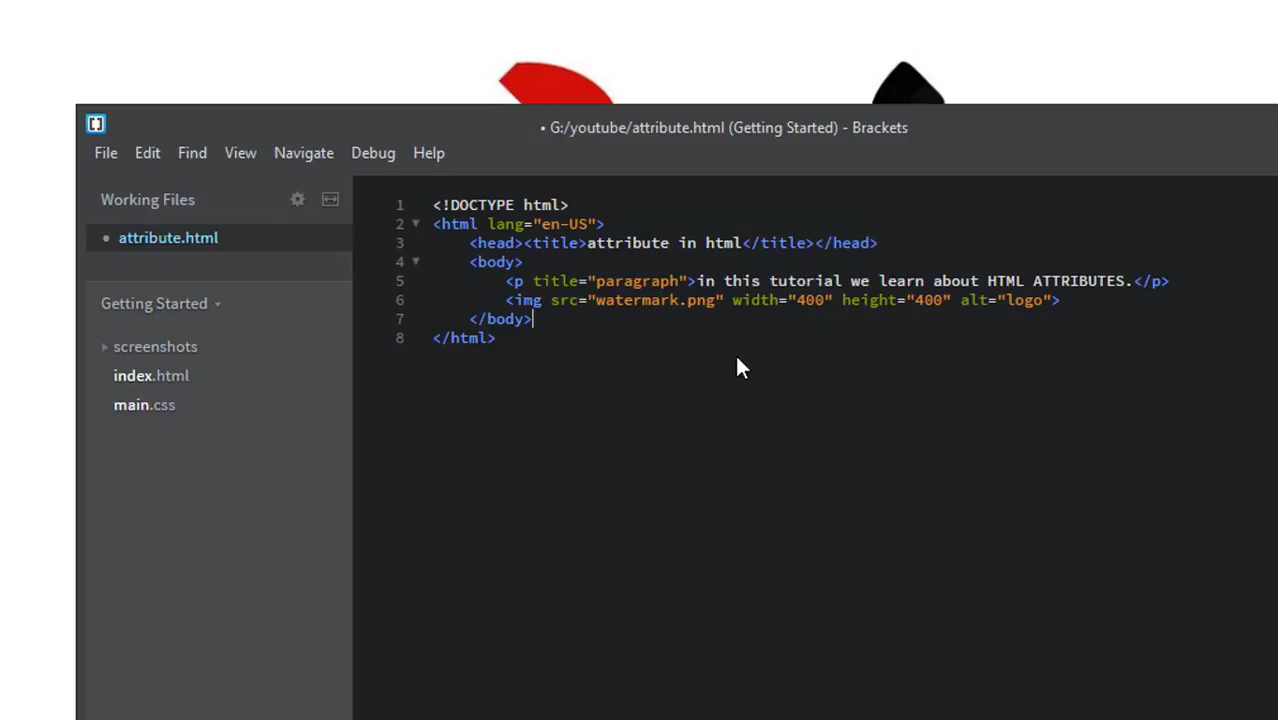 • G:/youtube/attribute.html (Getting Started) - Brackets
File Edit Find View Navigate Debug Help
Working Files
attribute.html
Getting Started
screenshots
index.html
main.css
1 <!DOCTYPE html>
2 <html lang="en-US">
3 <head><title>attribute in html</title></head>
4 <body>
5 <p title="paragraph">in this tutorial we learn about HTML ATTRIBUTES.</p>
6 <img src="watermark.png" width="400" height="400" alt="logo">
7 </body>
8 </html>